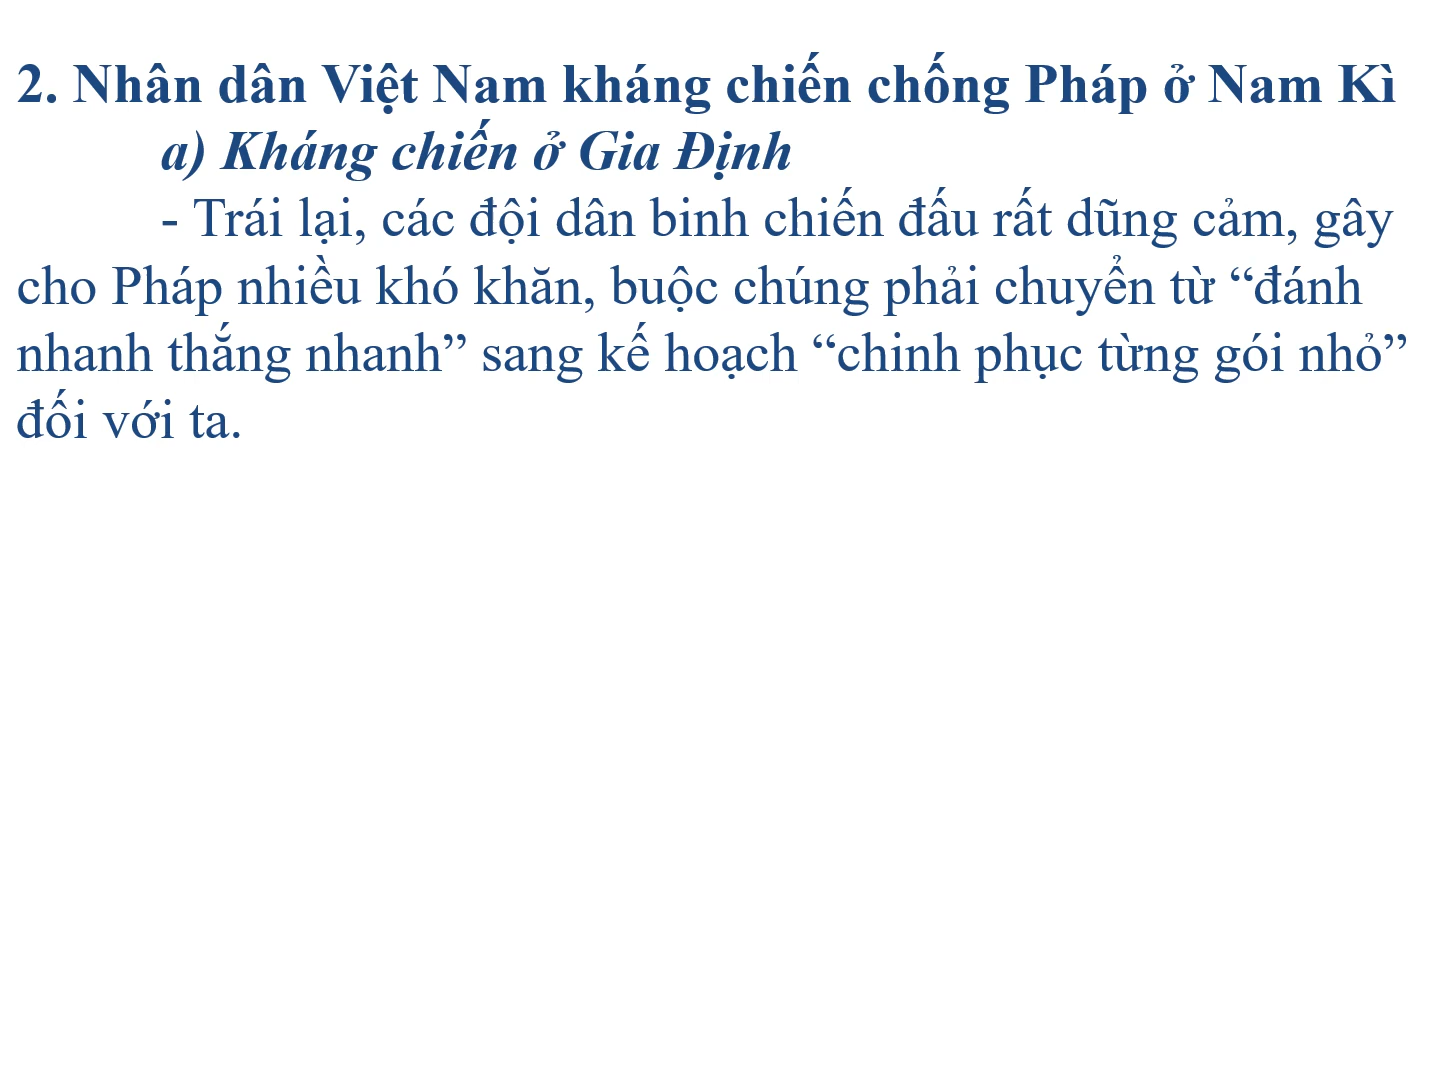 2. Nhân dân Việt Nam kháng chiến chống Pháp ở Nam Kì
a) Kháng chiến ở Gia Định
- Trái lại, các đội dân binh chiến đấu rất dũng cảm, gây
cho Pháp nhiều khó khăn, buộc chúng phải chuyển từ “đánh
nhanh thắng nhanh” sang kế hoạch “chinh phục từng gói nhỏ”
đối với ta.